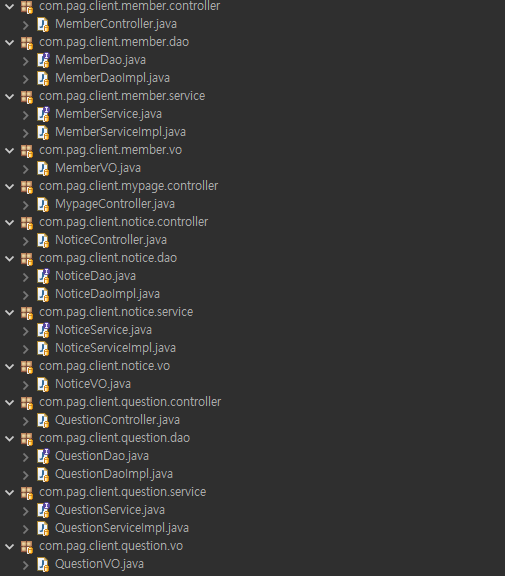 com.pag.client.member.controller
MemberController.java
com.pag.client.member.dao
MemberDao.java
MemberDaoImpl.java
com.pag.client.member.service
MemberService.java
MemberServiceImpl.java
com.pag.client.member.vo
MemberVO.java
com.pag.client.mypage.controller
MypageController.java
com.pag.client.notice.controller
NoticeController.java
com.pag.client.notice.dao
NoticeDao.java
NoticeDaoImpl.java
com.pag.client.notice.service
NoticeService.java
NoticeServiceImpl.java
com.pag.client.notice.vo
NoticeVO.java
com.pag.client.question.controller
QuestionController.java
com.pag.client.question.dao
QuestionDao.java
QuestionDaoImpl.java
com.pag.client.question.service
QuestionService.java
QuestionServiceImpl.java
com.pag.client.question.vo
QuestionVO.java